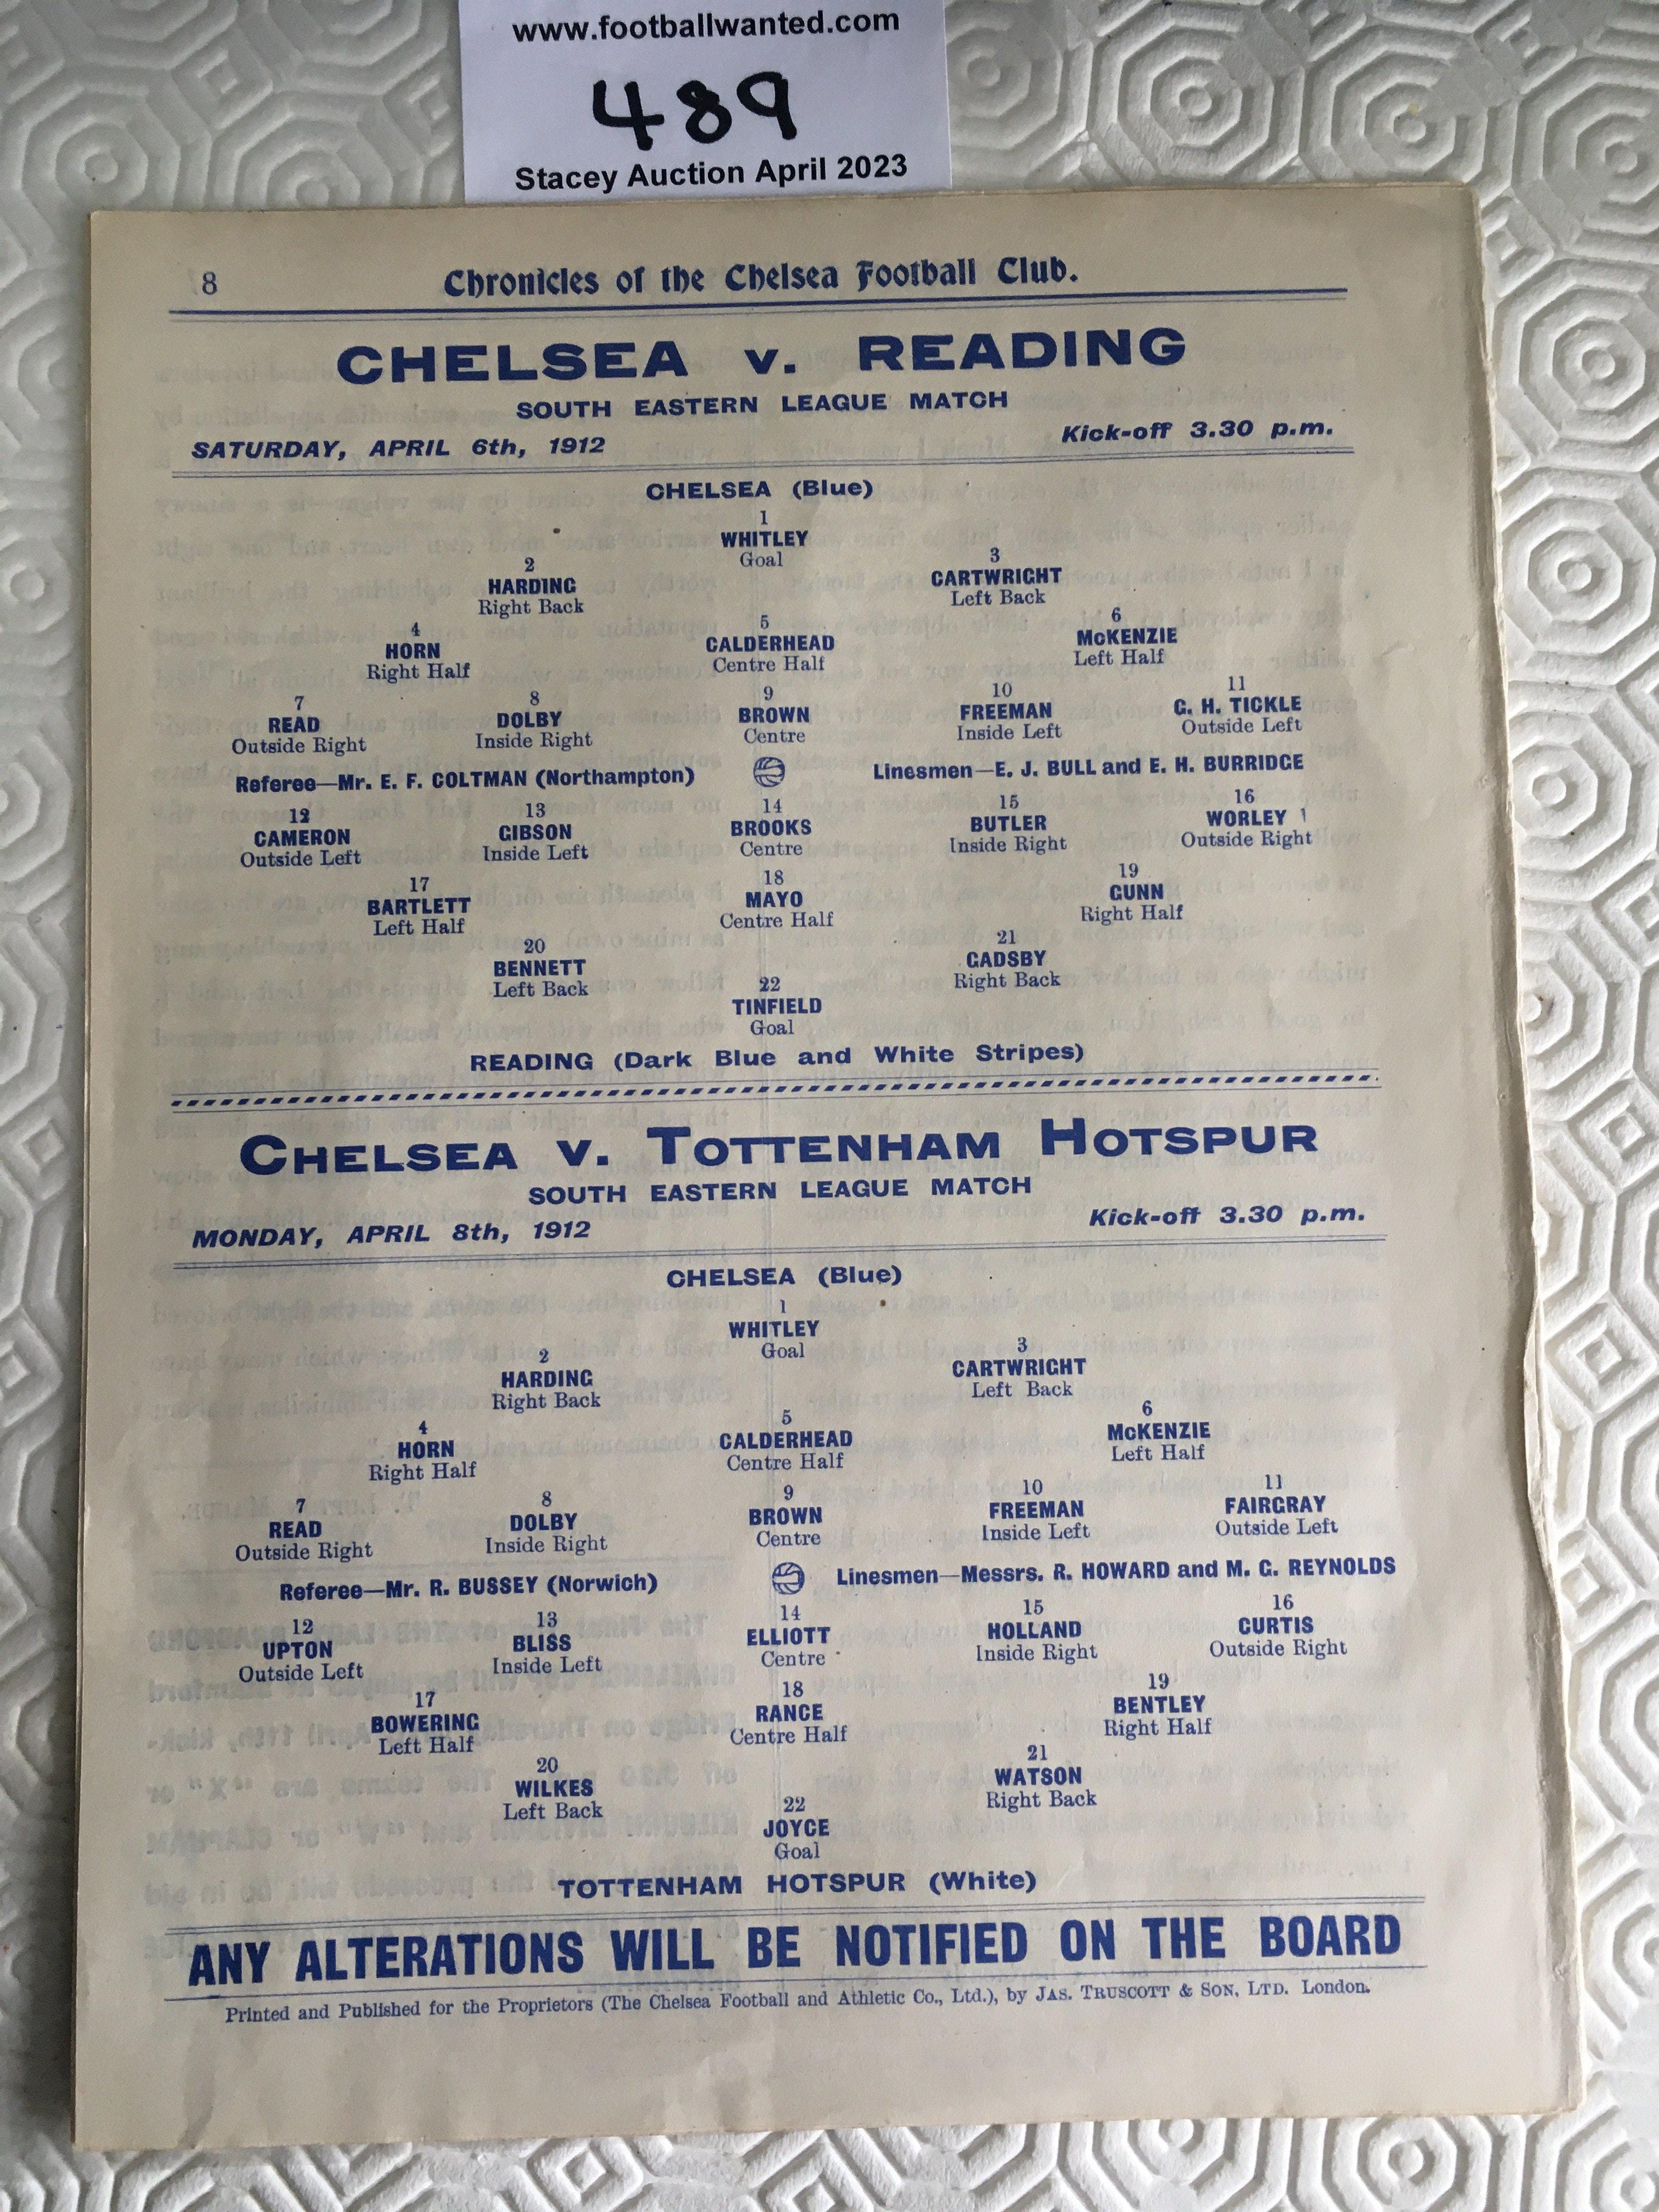 www.footballwanted.com
489
Stacey Auction April 2023
8 Chronicles of the Chelsea Football Club.
CHELSEA v. READING
SOUTH EASTERN LEAGUE MATCH
SATURDAY, APRIL 6th, 1912 Kick-off 3.30 p.m.
CHELSEA (Blue)
1
WHITLEY
Goal
2 3
HARDING CARTWRIGHT
Right Back Left Back
4 5 6
HORN CALDERHEAD McKENZIE
Right Half Centre Half Left Half
7 8 9 10 11
READ DOLBY BROWN FREEMAN G. H. TICKLE
Outside Right Inside Right Centre Inside Left Outside Left
Referee—Mr. E. F. COLTMAN (Northampton) Linesmen—E. J. BULL and E. H. BURRIDGE
12 13 14 15 16
CAMERON GIBSON BROOKS BUTLER WORLEY
Outside Left Inside Left Centre Inside Right Outside Right
17 18 19
BARTLETT MAYO GUNN
Left Half Centre Half Right Half
20 21
BENNETT GADSBY
Left Back Right Back
22
TINFIELD
Goal
READING (Dark Blue and White Stripes)
CHELSEA V. TOTTENHAM HOTSPUR
SOUTH EASTERN LEAGUE MATCH
MONDAY, APRIL 8th, 1912 Kick-off 3.30 p.m.
CHELSEA (Blue)
1
WHITLEY
Goal
2 3
HARDING CARTWRIGHT
Right Back Left Back
4 5 6
HORN CALDERHEAD McKENZIE
Right Half Centre Half Left Half
7 8 9 10 11
READ DOLBY BROWN FREEMAN FAIRGRAY
Outside Right Inside Right Centre Inside Left Outside Left
Referee—Mr. R. BUSSEY (Norwich) Linesmen—Messrs. R. HOWARD and M. G. REYNOLDS
12 13 14 15 16
UPTON BLISS ELLIOTT HOLLAND CURTIS
Outside Left Inside Left Centre Inside Right Outside Right
17 18 19
BOWERING RANCE BENTLEY
Left Half Centre Half Right Half
20 21
WILKES WATSON
Left Back Right Back
22
JOYCE
Goal
TOTTENHAM HOTSPUR (White)
ANY ALTERATIONS WILL BE NOTIFIED ON THE BOARD
Printed and Published for the Proprietors (The Chelsea Football and Athletic Co., Ltd.), by JAS. TRUSCOTT & SON, LTD. London.